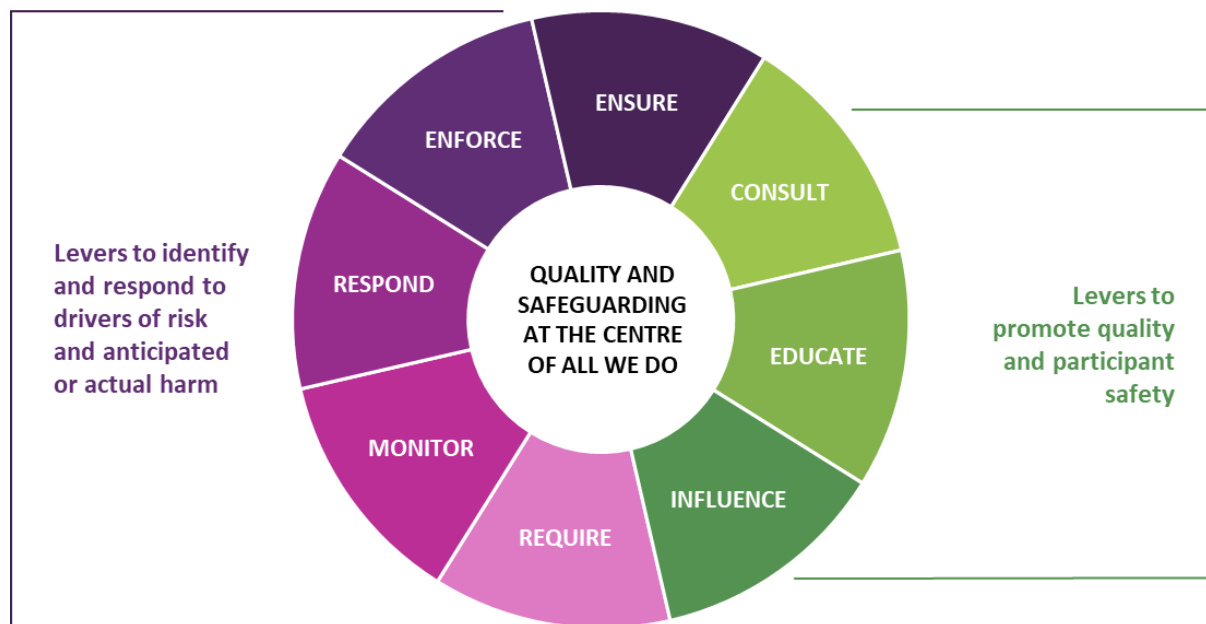 ENSURE
CONSULT
EDUCATE
INFLUENCE
REQUIRE
MONITOR
RESPOND
ENFORCE
QUALITY AND
SAFEGUARDING
AT THE CENTRE
OF ALL WE DO
Levers to identify
and respond to
drivers of risk
and anticipated
or actual harm
Levers to
promote quality
and participant
safety